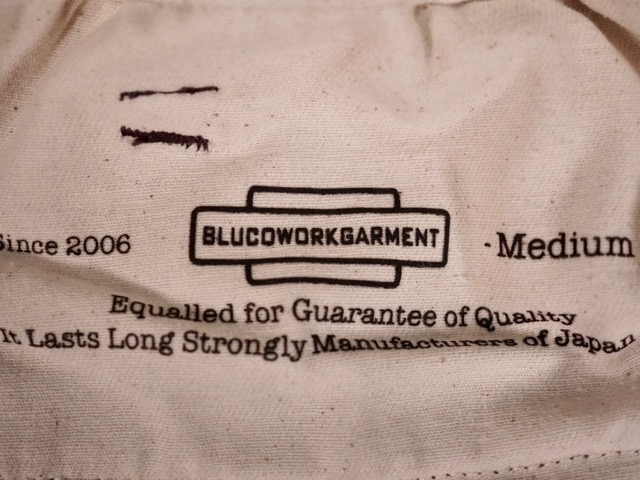 Since 2006 BLUCOWORKGARMENT ·Medium
Equalled for Guarantee of Quality
It Lasts Long Strongly Manufacturers of Japan